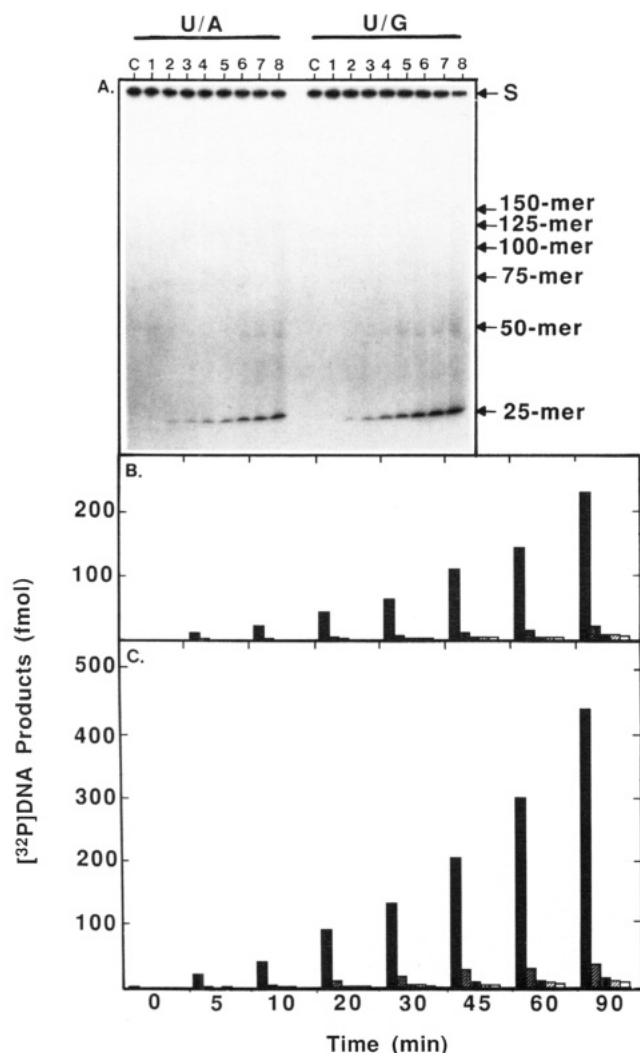 U/A U/G
C 1 2 3 4 5 6 7 8 C 1 2 3 4 5 6 7 8
A.
S
150-mer
125-mer
100-mer
75-mer
50-mer
25-mer
B.
200
100
C.
500
400
300
200
100
[³²P]DNA Products (fmol)
0 5 10 20 30 45 60 90
Time (min)